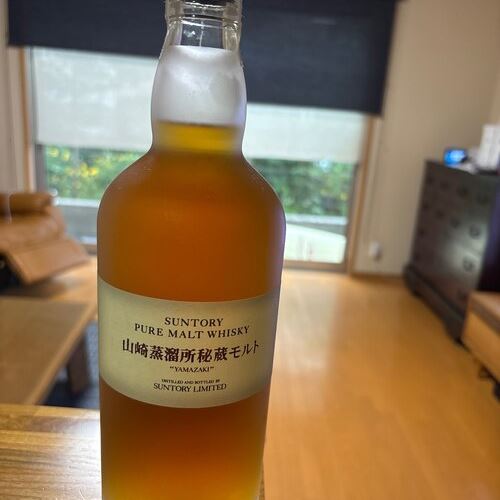 SUNTORY
PURE MALT WHISKY
山崎蒸溜所秘蔵モルト
"YAMAZAKI"
DISTILLED AND BOTTLED BY
SUNTORY LIMITED